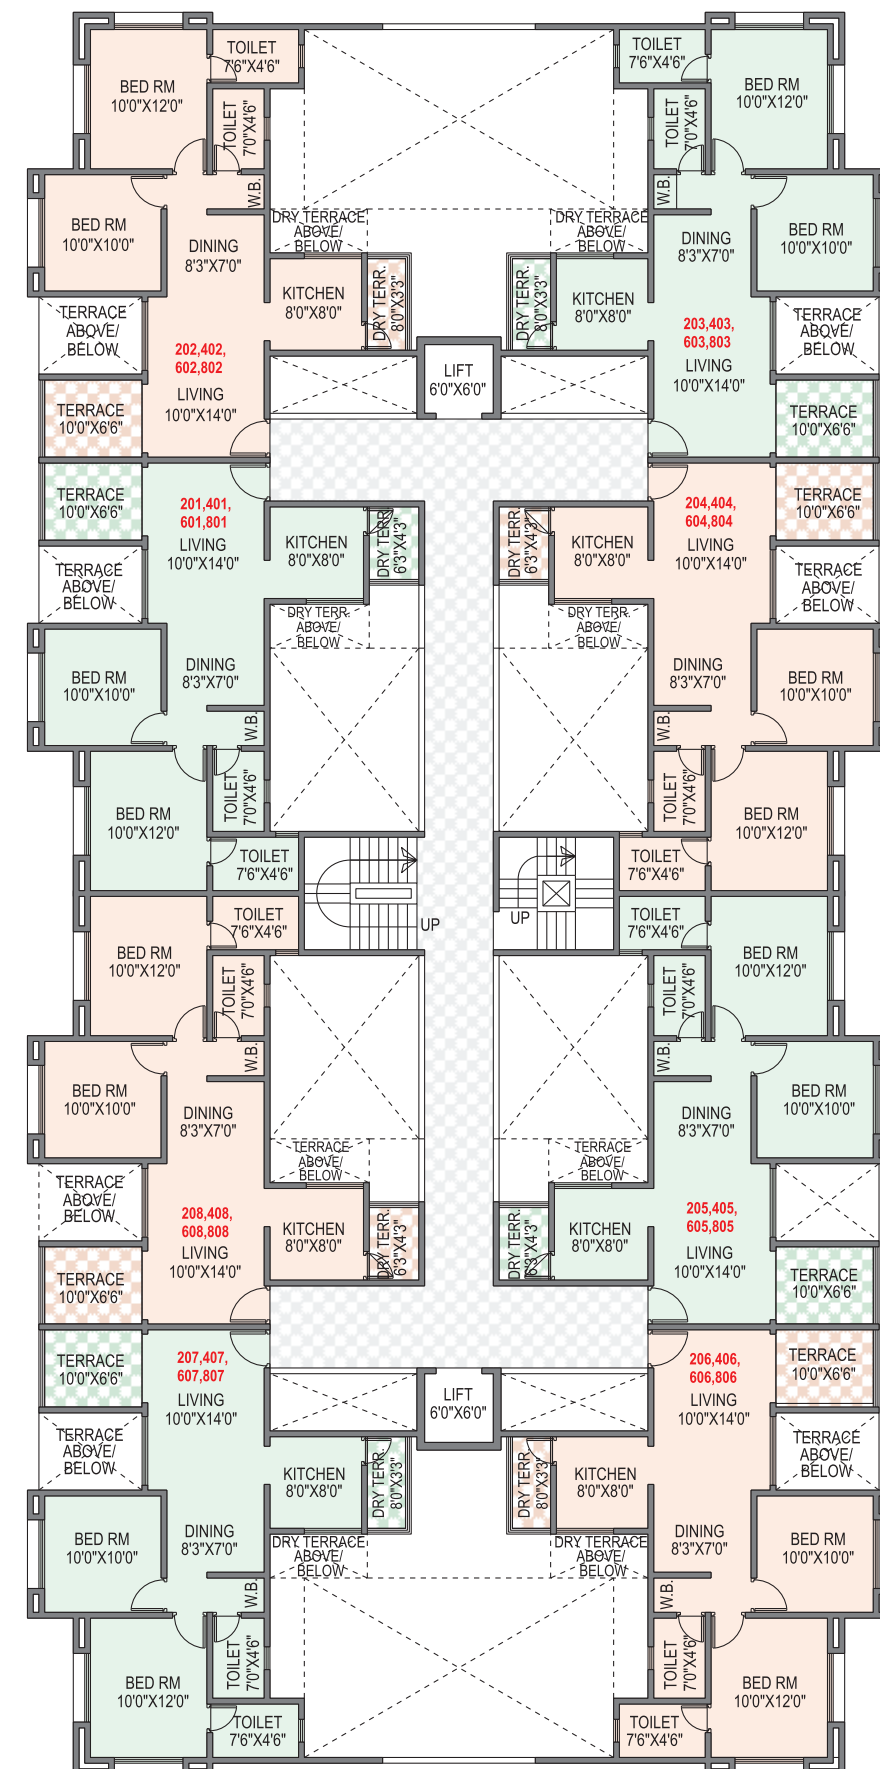 TOILET
7'6"X4'6"
BED RM
10'0"X12'0"
TOILET
7'0"X4'6"
W.B.
BED RM
10'0"X10'0"
DINING
8'3"X7'0"
DRY TERRACE
ABOVE/
BELOW
KITCHEN
8'0"X8'0"
DRY TERR.
8'0"X3'3"
TERRACE
ABOVE/
BELOW
202,402,
602,802
LIVING
10'0"X14'0"
TERRACE
10'0"X6'6"
TOILET
7'6"X4'6"
BED RM
10'0"X12'0"
TOILET
7'0"X4'6"
W.B.
BED RM
10'0"X10'0"
DINING
8'3"X7'0"
DRY TERRACE
ABOVE/
BELOW
KITCHEN
8'0"X8'0"
DRY TERR.
8'0"X3'3"
TERRACE
ABOVE/
BELOW
203,403,
603,803
LIVING
10'0"X14'0"
TERRACE
10'0"X6'6"
LIFT
6'0"X6'0"
TERRACE
10'0"X6'6"
201,401,
601,801
LIVING
10'0"X14'0"
KITCHEN
8'0"X8'0"
DRY TERR.
6'3"X4'3"
TERRACE
ABOVE/
BELOW
DRY TERR.
ABOVE/
BELOW
BED RM
10'0"X10'0"
DINING
8'3"X7'0"
W.B.
BED RM
10'0"X12'0"
TOILET
7'0"X4'6"
TOILET
7'6"X4'6"
204,404,
604,804
LIVING
10'0"X14'0"
TERRACE
10'0"X6'6"
KITCHEN
8'0"X8'0"
DRY TERR.
6'3"X4'3"
TERRACE
ABOVE/
BELOW
DRY TERR.
ABOVE/
BELOW
DINING
8'3"X7'0"
BED RM
10'0"X10'0"
W.B.
TOILET
7'0"X4'6"
BED RM
10'0"X12'0"
TOILET
7'6"X4'6"
UP
UP
TOILET
7'6"X4'6"
BED RM
10'0"X12'0"
TOILET
7'0"X4'6"
W.B.
BED RM
10'0"X10'0"
DINING
8'3"X7'0"
TERRACE
ABOVE/
BELOW
TERRACE
ABOVE/
BELOW
208,408,
608,808
LIVING
10'0"X14'0"
KITCHEN
8'0"X8'0"
DRY TERR.
6'3"X4'3"
TERRACE
10'0"X6'6"
TOILET
7'6"X4'6"
BED RM
10'0"X12'0"
TOILET
7'0"X4'6"
W.B.
BED RM
10'0"X10'0"
DINING
8'3"X7'0"
TERRACE
ABOVE/
BELOW
205,405,
605,805
LIVING
10'0"X14'0"
KITCHEN
8'0"X8'0"
DRY TERR.
6'3"X4'3"
TERRACE
10'0"X6'6"
TERRACE
10'0"X6'6"
207,407,
607,807
LIVING
10'0"X14'0"
TERRACE
ABOVE/
BELOW
KITCHEN
8'0"X8'0"
DRY TERR.
8'0"X3'3"
DINING
8'3"X7'0"
BED RM
10'0"X10'0"
DRY TERRACE
ABOVE/
BELOW
W.B.
BED RM
10'0"X12'0"
TOILET
7'0"X4'6"
TOILET
7'6"X4'6"
LIFT
6'0"X6'0"
206,406,
606,806
LIVING
10'0"X14'0"
TERRACE
10'0"X6'6"
TERRACE
ABOVE/
BELOW
KITCHEN
8'0"X8'0"
DRY TERR.
8'0"X3'3"
DINING
8'3"X7'0"
BED RM
10'0"X10'0"
DRY TERRACE
ABOVE/
BELOW
W.B.
TOILET
7'0"X4'6"
BED RM
10'0"X12'0"
TOILET
7'6"X4'6"